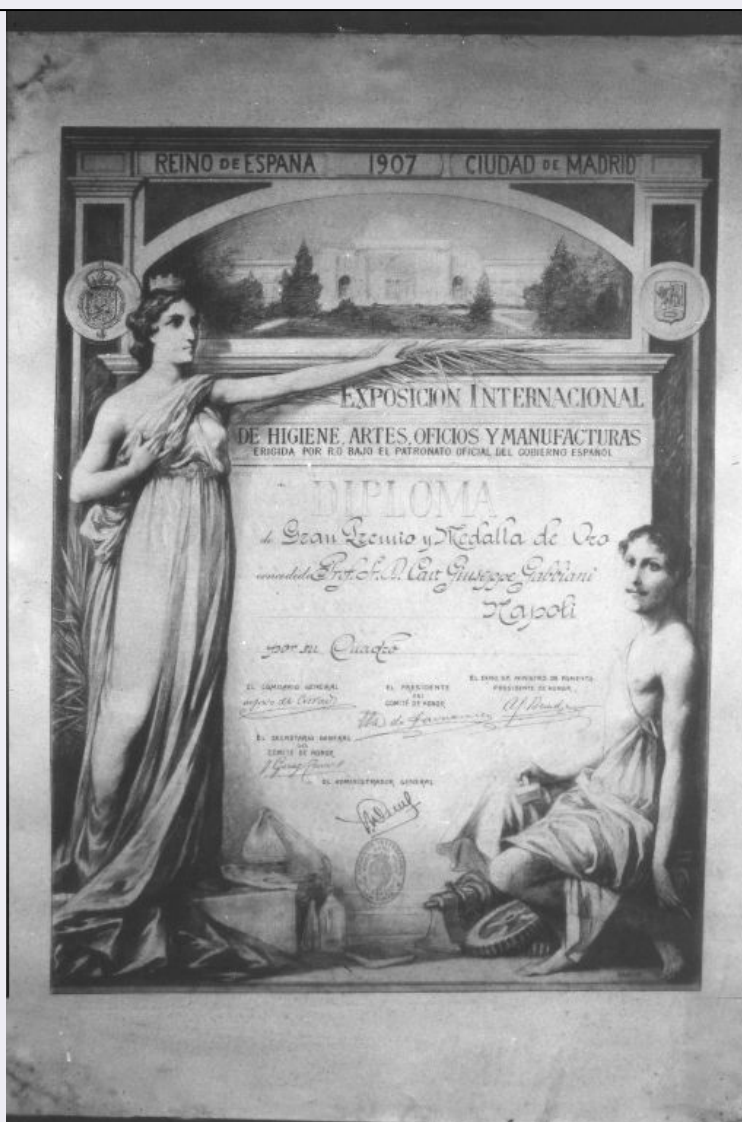 REINO DE ESPAÑA 1907 CIUDAD DE MADRID
EXPOSICION INTERNACIONAL
DE HIGIENE, ARTES, OFICIOS Y MANUFACTURAS
ERIGIDA POR R.O BAJO EL PATRONATO OFICIAL DEL GOBIERNO ESPAÑOL
DIPLOMA
de Gran Premio y Medalla de Oro
Prof. Giuseppe Gabbiani
Napoli
por su Cuadro
EL COMISARIO GENERAL
EL PRESIDENTE
DEL
COMITÉ DE HONOR
EL EXMO SR. MINISTRO DE FOMENTO
PRESIDENTE DE HONOR
EL SECRETARIO GENERAL
DEL
COMITÉ DE HONOR
EL ADMINISTRADOR GENERAL